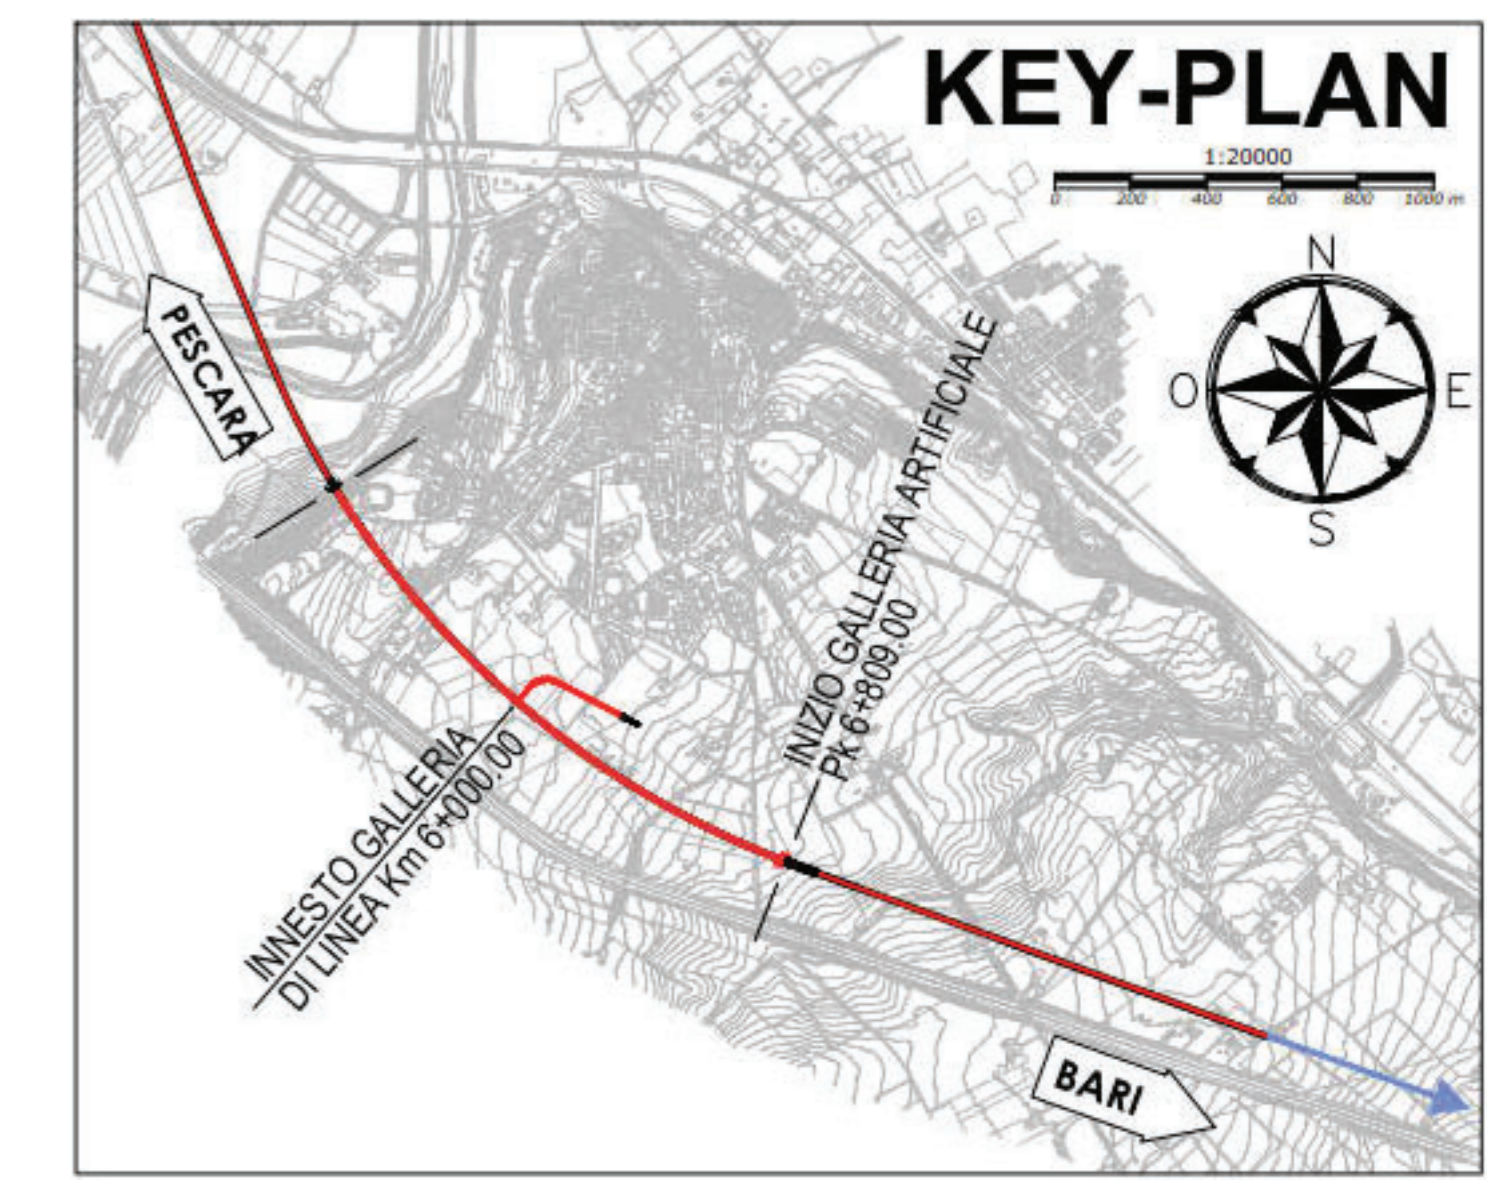 KEY-PLAN
1:20000
0 200 400 600 800 1000 m
N
O E
S
PESCARA
INIZIO GALLERIA ARTIFICIALE
Pk 6+809.00
INNESTO GALLERIA
DI LINEA Km 6+000.00
BARI